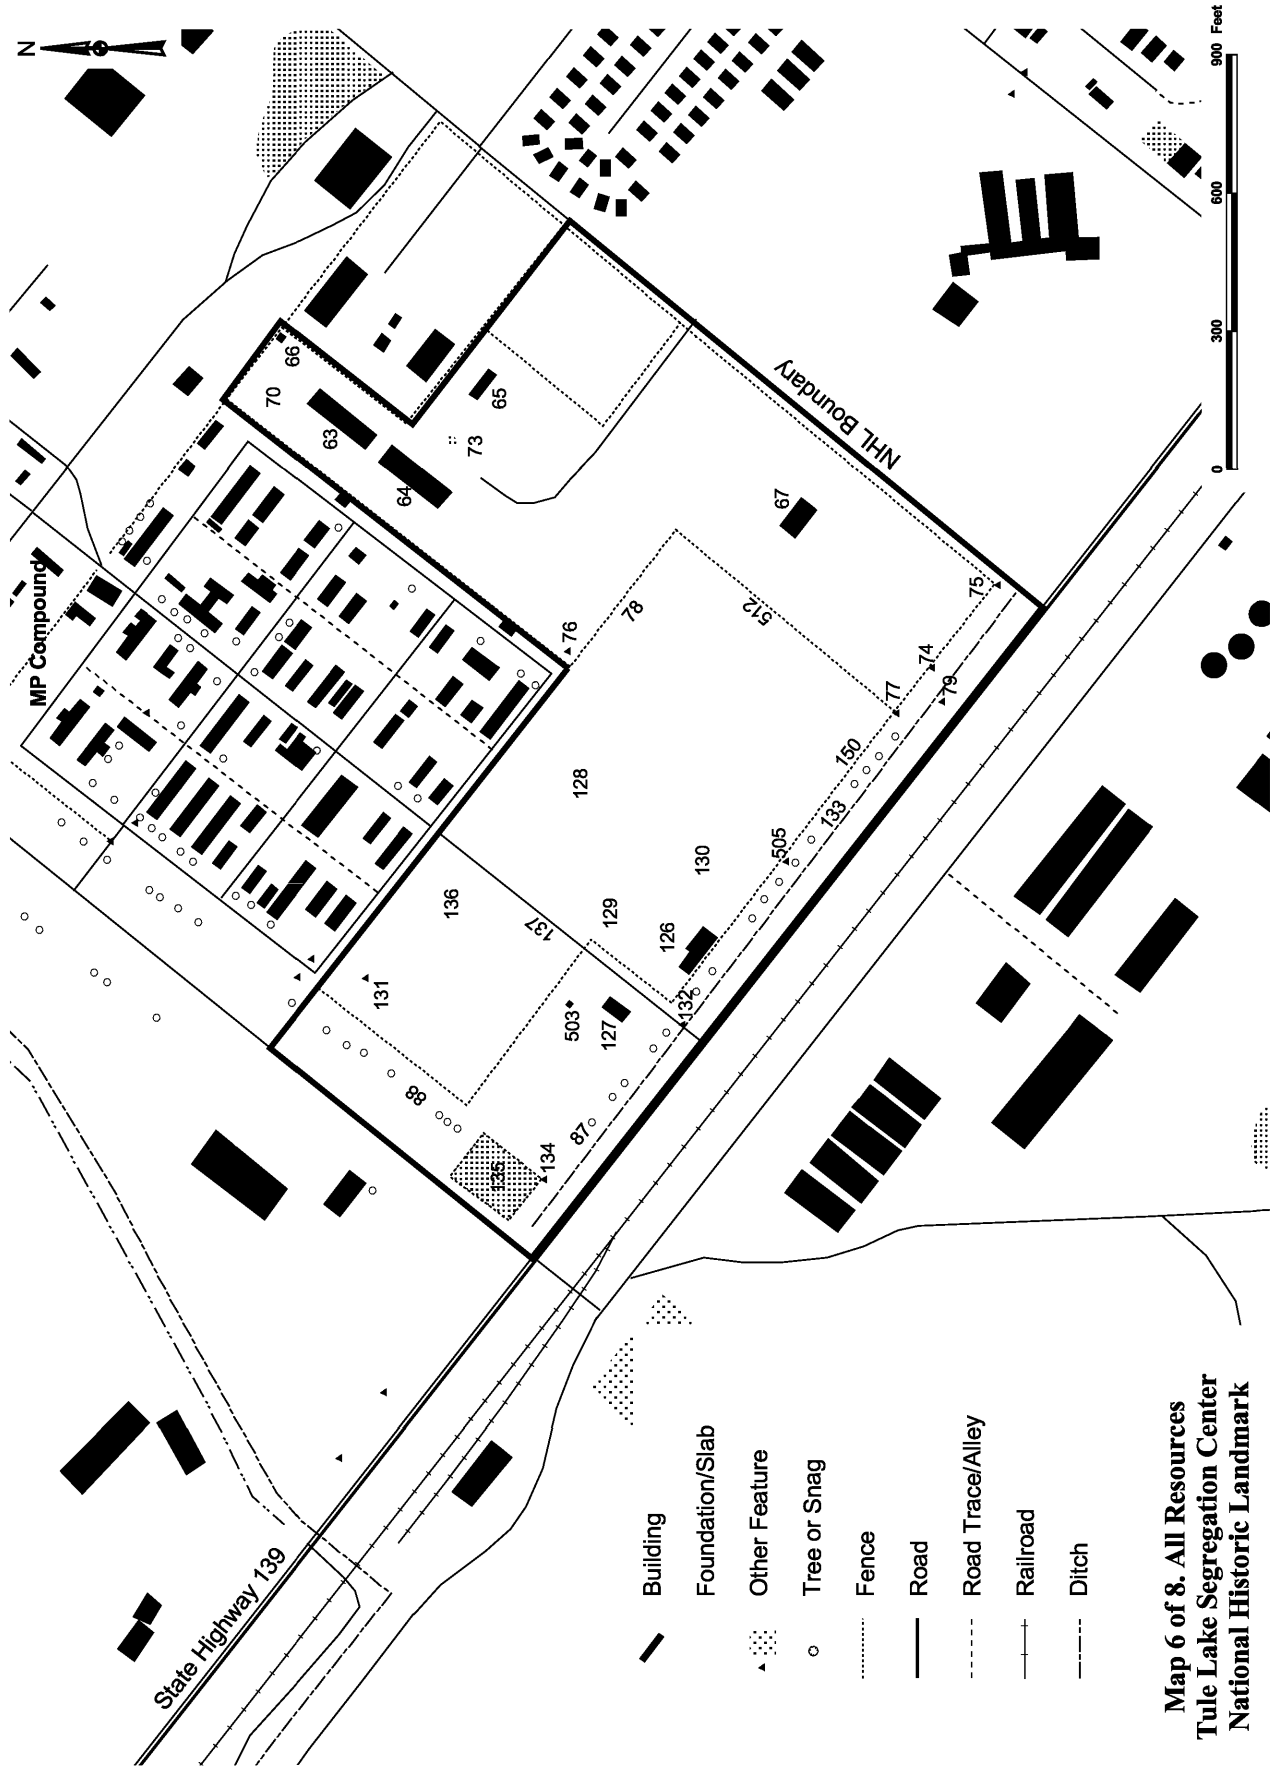 N
MP Compound
70
66
63
64
65
73
NHL Boundary
67
76
78
512
75
74
77
79
150
133
505
128
130
136
137
129
126
131
503
127
132
88
87
135
134
State Highway 139
0 300 600 900 Feet
Building
Foundation/Slab
Other Feature
Tree or Snag
Fence
Road
Road Trace/Alley
Railroad
Ditch
Map 6 of 8. All Resources
Tule Lake Segregation Center
National Historic Landmark